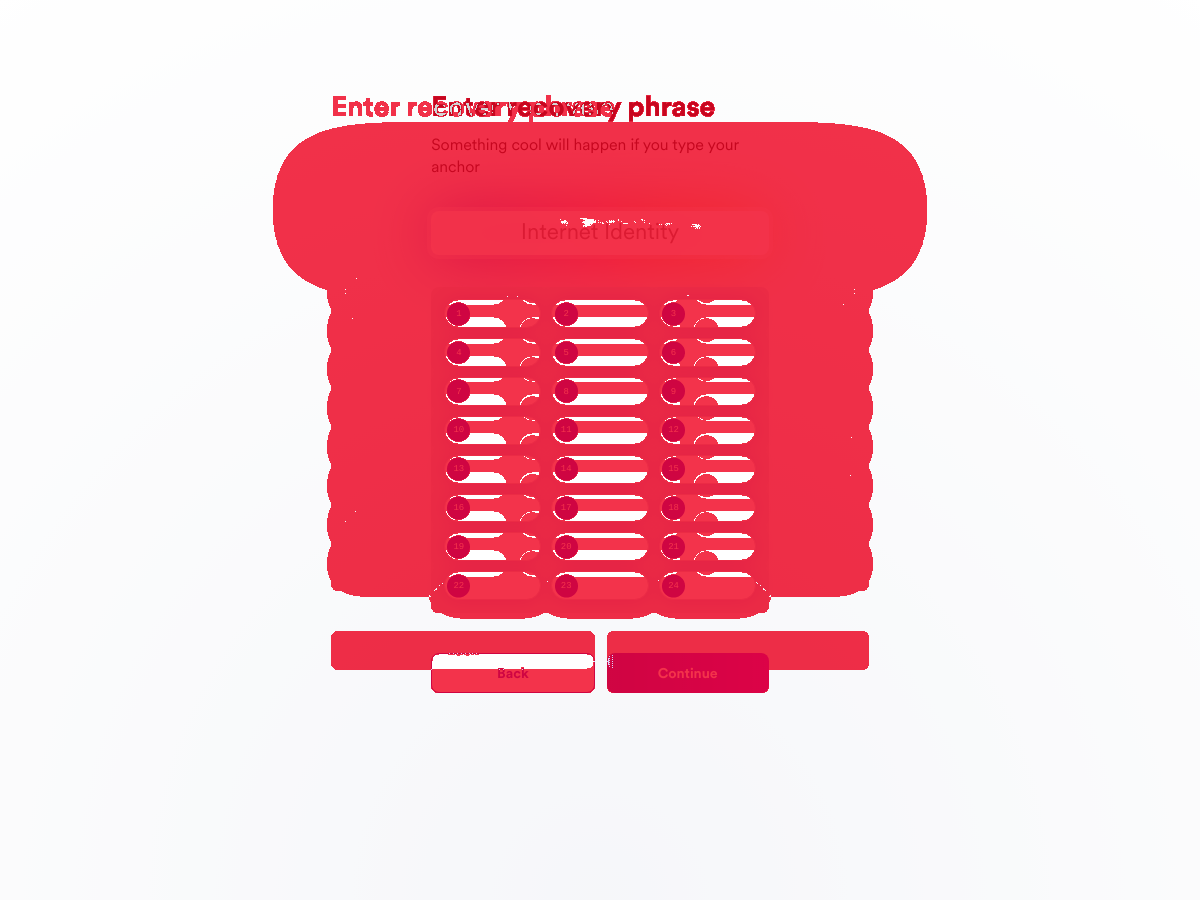 Enter recovery phrase
Something cool will happen if you type your
anchor
Internet Identity
1 2 3
4 5 6
7 8 9
10 11 12
13 14 15
16 17 18
19 20 21
22 23 24
Back Continue